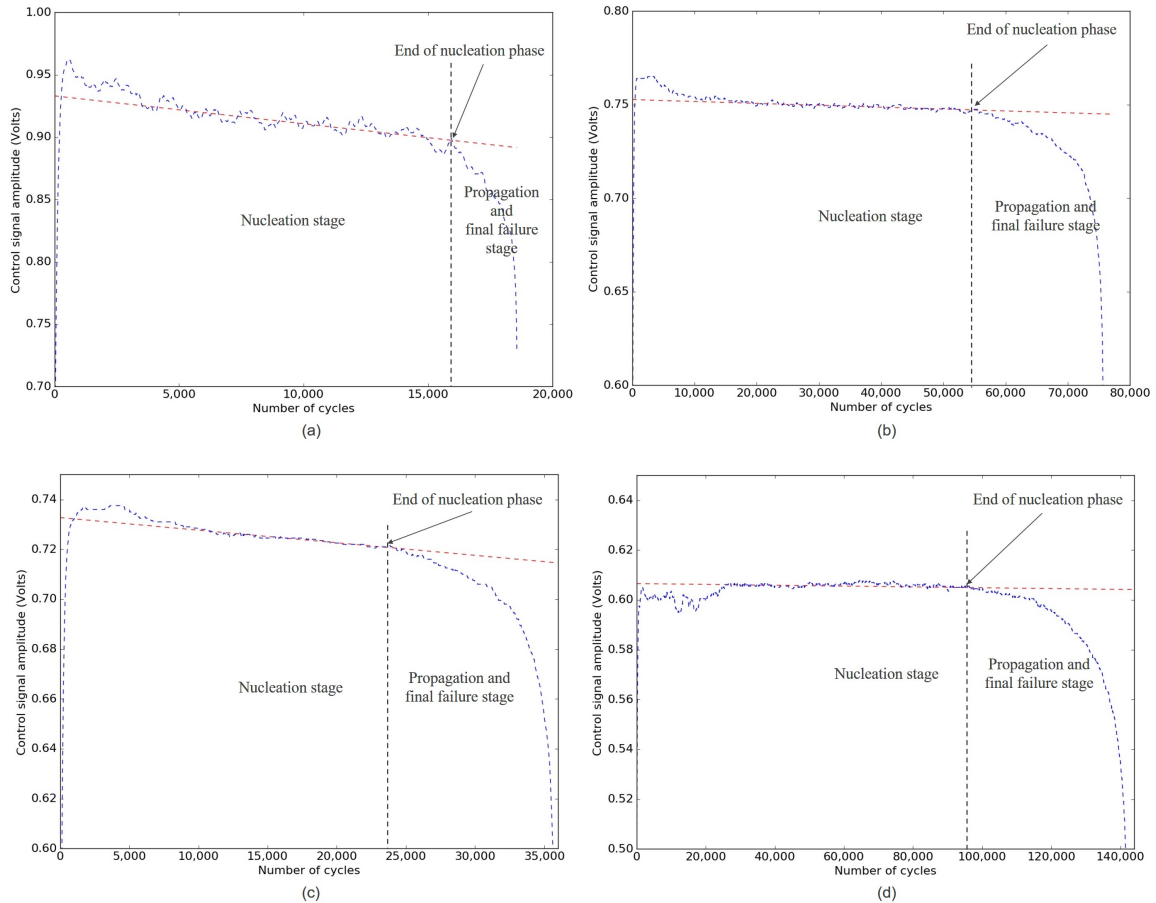 1.00
0.95
0.90
0.85
0.90
0.75
0.70
Control signal amplitude (Volts)
End of nucleation phase
Nucleation stage
Propagation
and
final failure
stage
0
5,000
10,000
15,000
20,000
Number of cycles
(a)
0.80
0.75
0.70
0.65
0.60
Control signal amplitude (Volts)
End of nucleation phase
Nucleation stage
Propagation and
final failure stage
0
10,000
20,000
30,000
40,000
50,000
60,000
70,000
80,000
Number of cycles
(b)
0.74
0.72
0.70
0.68
0.66
0.64
0.62
0.60
Control signal amplitude (Volts)
End of nucleation phase
Nucleation stage
Propagation and
final failure stage
0
5,000
10,000
15,000
20,000
25,000
30,000
35,000
Number of cycles
(c)
0.64
0.62
0.60
0.58
0.56
0.54
0.52
0.50
Control signal amplitude (Volts)
End of nucleation phase
Nucleation stage
Propagation and
final failure stage
0
20,000
40,000
60,000
80,000
100,000
120,000
140,000
Number of cycles
(d)